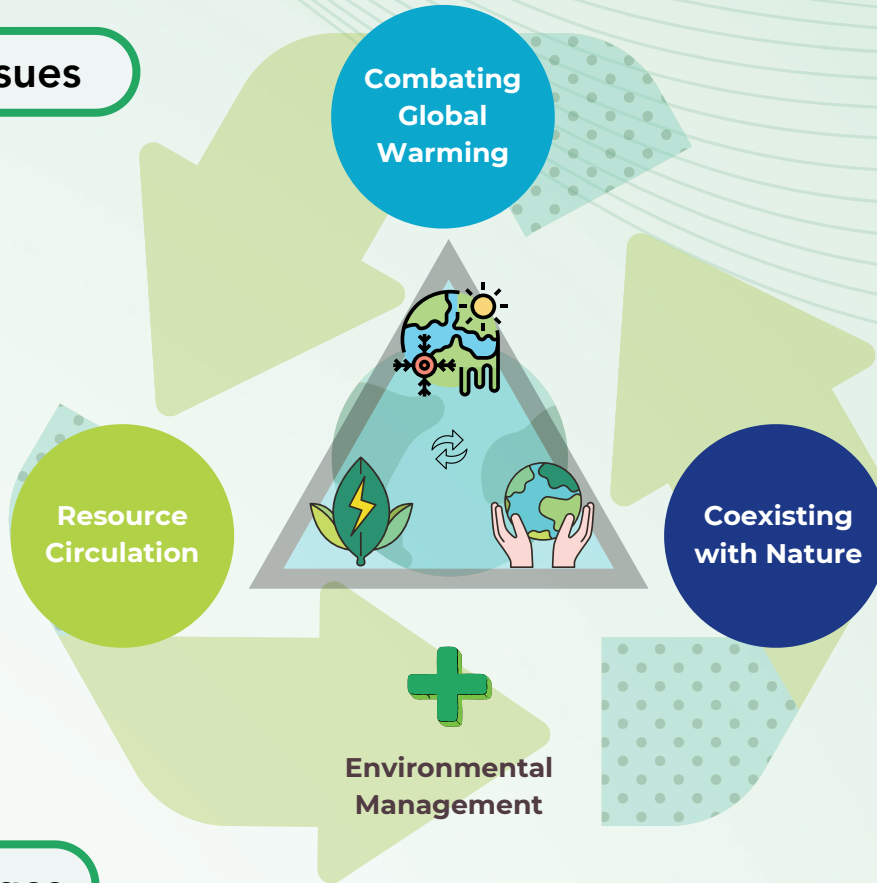 sues
Combating
Global
Warming
Resource
Circulation
Coexisting
with Nature
Environmental
Management